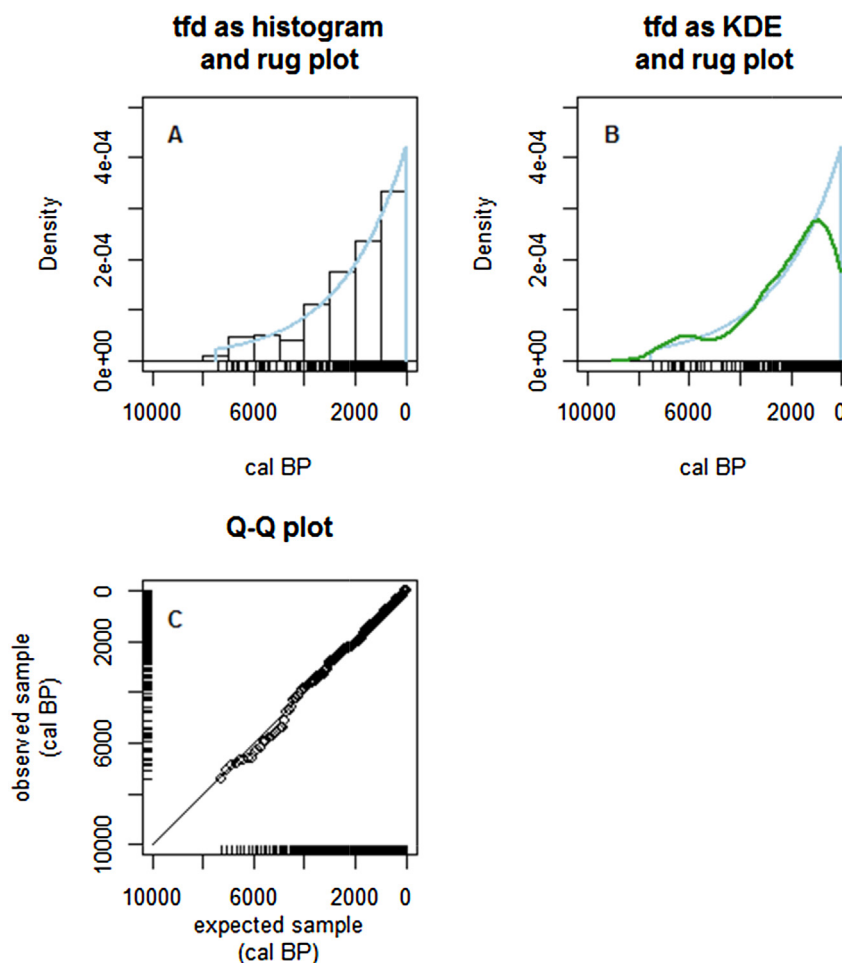 tfd as histogram
and rug plot
A
Density
0e+00 2e-04 4e-04
10000 6000 2000 0
cal BP
tfd as KDE
and rug plot
B
Density
0e+00 2e-04 4e-04
10000 6000 2000 0
cal BP
Q-Q plot
C
observed sample
(cal BP)
0 2000 6000 10000
10000 6000 2000 0
expected sample
(cal BP)